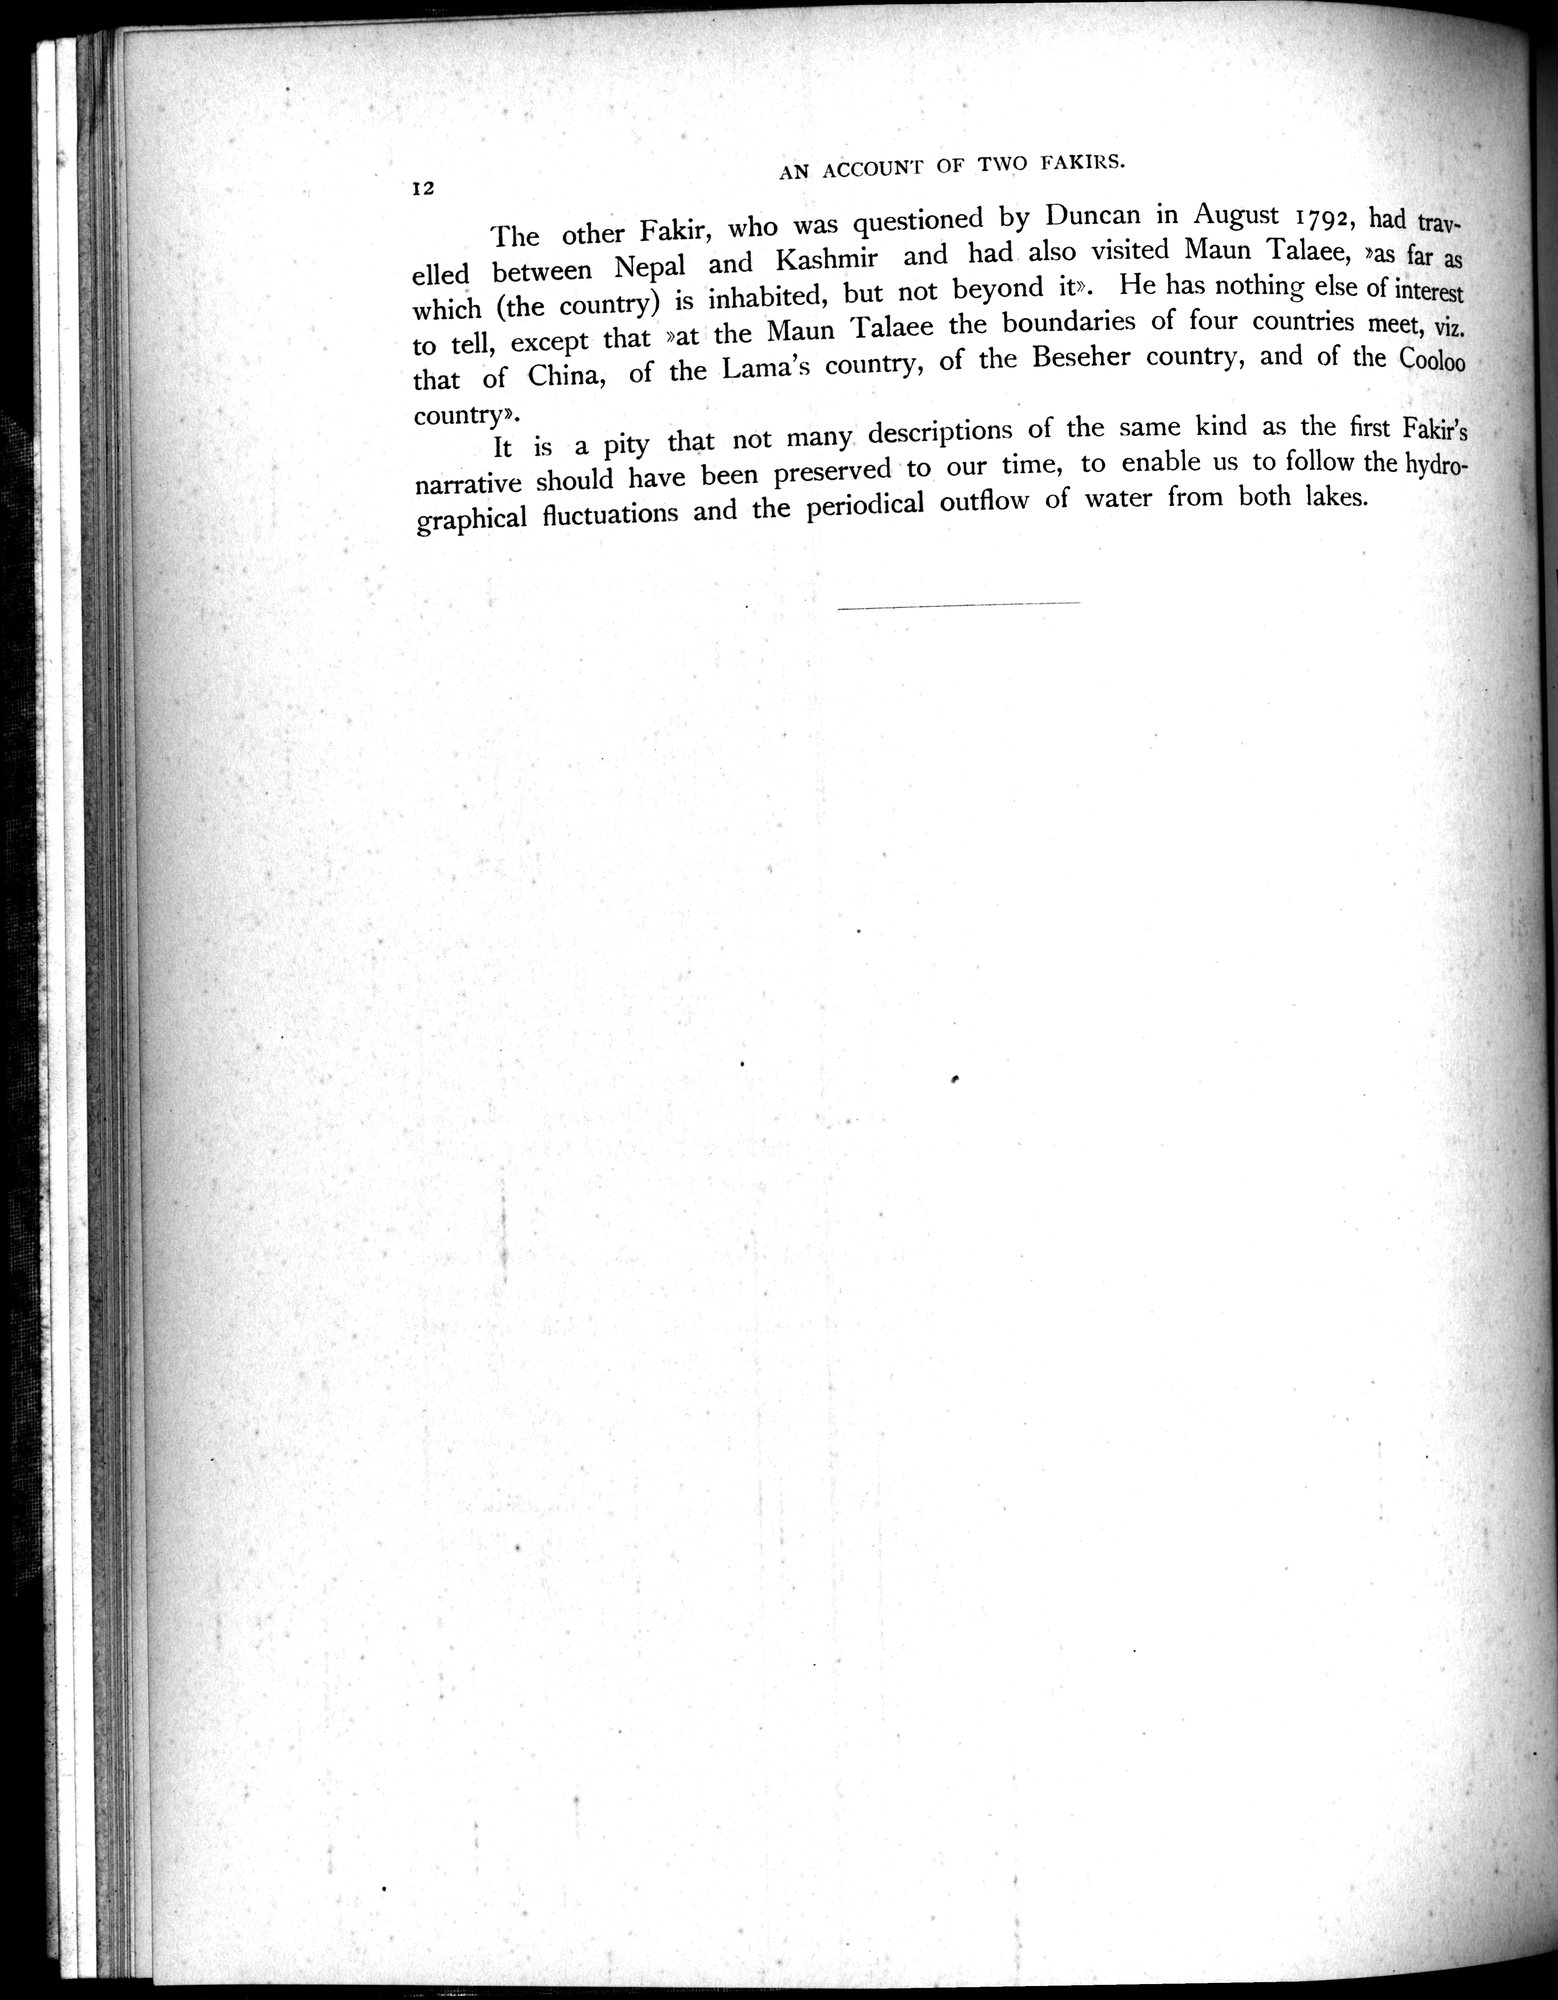 12
AN ACCOUNT OF TWO FAKIRS.
The other Fakir, who was questioned by Duncan in August 1792, had trav-
elled between Nepal and Kashmir and had also visited Maun Talaee, »as far as
which (the country) is inhabited, but not beyond it». He has nothing else of interest
to tell, except that »at the Maun Talaee the boundaries of four countries meet, viz.
that of China, of the Lama's country, of the Beseher country, and of the Cooloo
country».
It is a pity that not many descriptions of the same kind as the first Fakir's
narrative should have been preserved to our time, to enable us to follow the hydro-
graphical fluctuations and the periodical outflow of water from both lakes.